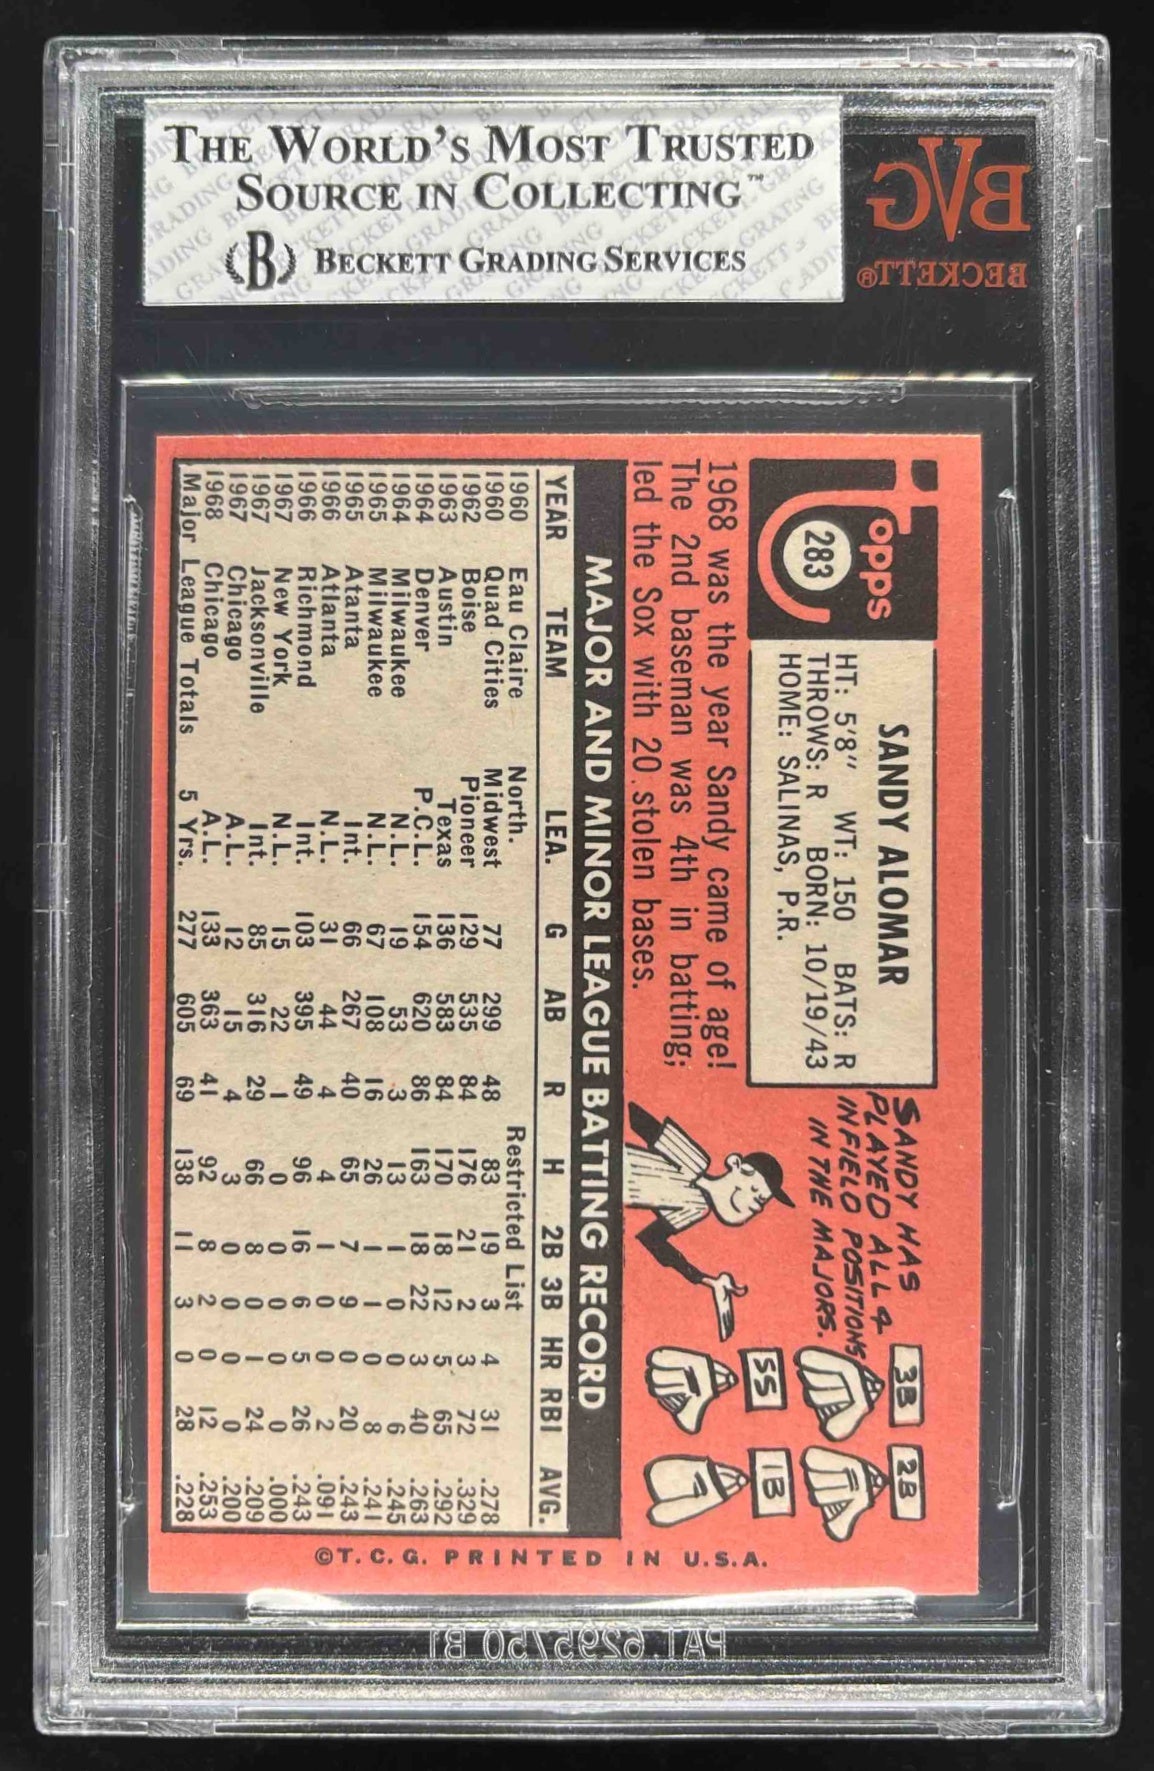 THE WORLD'S MOST TRUSTED
SOURCE IN COLLECTING™
B BECKETT GRADING SERVICES
BVG
BECKETT®
Topps
283
SANDY ALOMAR
HT: 5'8" WT: 150 BATS: R
THROWS: R BORN: 10/19/43
HOME: SALINAS, P.R.
SANDY HAS
PLAYED ALL 4
INFIELD POSITIONS
IN THE MAJORS.
3B 2B
SS 1B
1968 was the year Sandy came of age!
The 2nd baseman was 4th in batting;
led the Sox with 20 stolen bases.
MAJOR AND MINOR LEAGUE BATTING RECORD
YEAR TEAM LEA. G AB R H 2B 3B HR RBI AVG.
1960 Eau Claire North. Restricted List
1960 Quad Cities Midwest 77 299 48 83 19 3 4 31 .278
1962 Boise Pioneer 129 535 84 176 21 2 3 72 .329
1963 Austin Texas 136 583 84 170 18 12 5 65 .292
1964 Denver P.C.L. 154 620 86 163 18 22 3 40 .263
1964 Milwaukee N.L. 19 53 3 13 1 0 0 6 .245
1965 Milwaukee N.L. 67 108 16 26 1 1 0 8 .241
1965 Atanta Int. 66 267 40 65 7 9 0 20 .243
1966 Atlanta N.L. 31 44 4 4 1 0 0 2 .091
1966 Richmond Int. 103 395 49 96 16 6 5 26 .243
1967 New York N.L. 15 22 1 0 0 0 0 0 .000
1967 Jacksonville Int. 85 316 29 66 8 0 1 24 .209
1967 Chicago A.L. 12 15 4 3 0 0 0 0 .200
1968 Chicago A.L. 133 363 41 92 8 2 0 12 .253
Major League Totals 5 Yrs. 277 605 69 138 11 3 0 28 .228
©T.C.G. PRINTED IN U.S.A.
PAT.6295750 B1